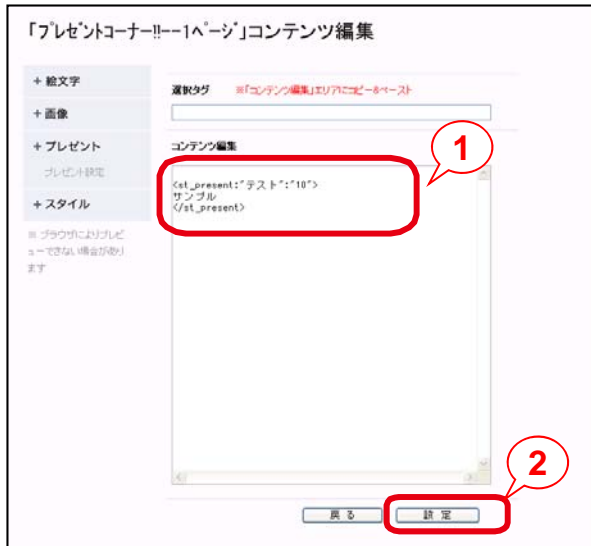 「プレゼントコーナー!!--1ページ」コンテンツ編集
+ 絵文字
+ 画像
+ プレゼント
プレゼント設定
+ スタイル
※ ブラウザによりプレビ
ューできない場合があり
ます
選択タグ ※「コンテンツ編集」エリアにコピー&ペースト
コンテンツ編集
<st_present:"テスト":"10">
サンプル
</st_present>
1
2
戻 る
設 定